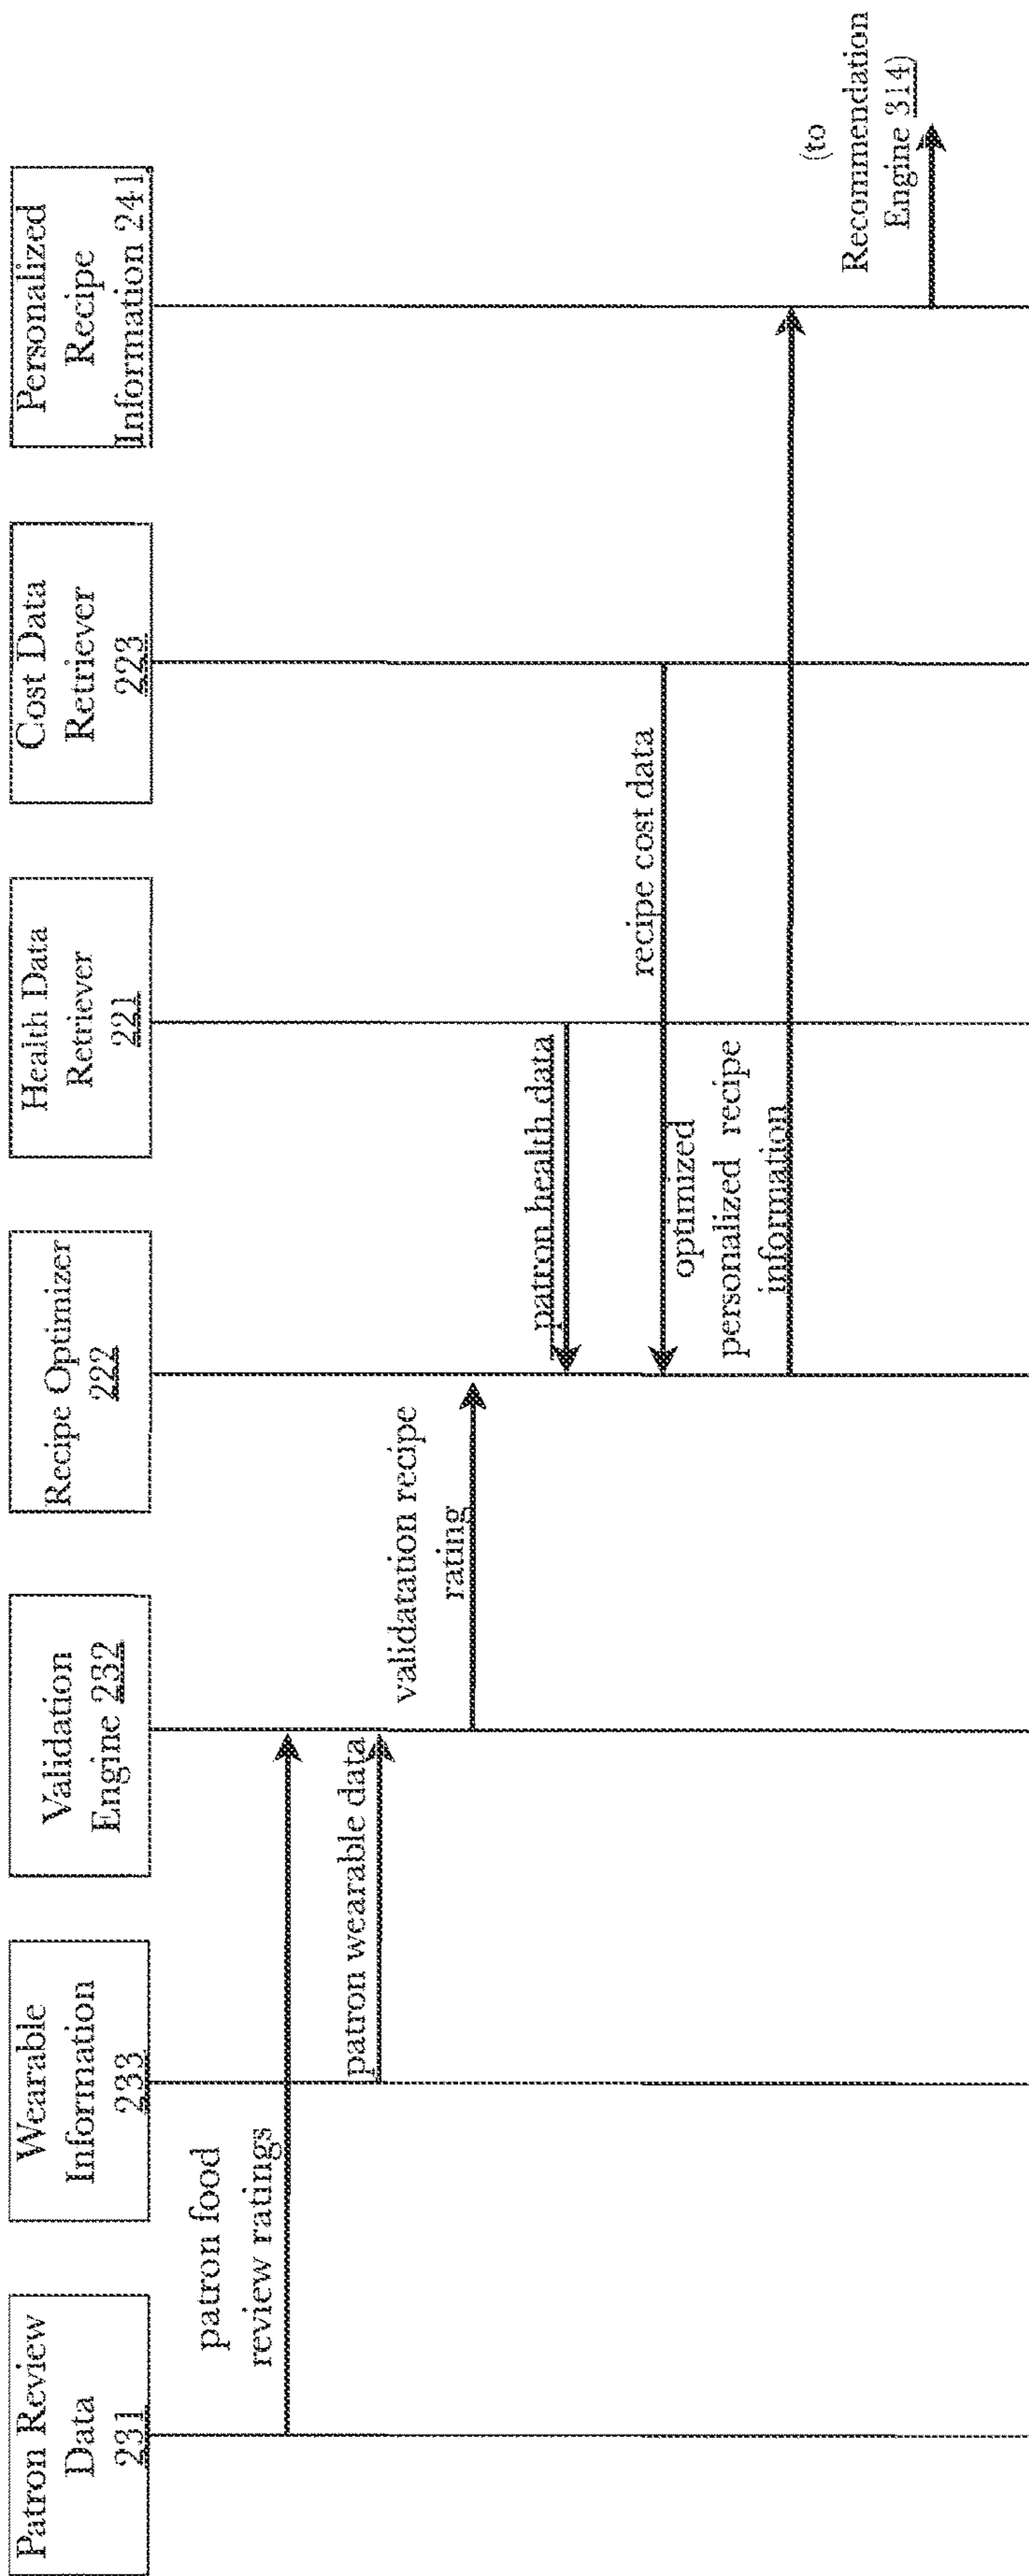 Patron Review
Data
231
Wearable
Information
233
Validation
Engine 232
Recipe Optimizer
222
Health Data
Retriever
221
Cost Data
Retriever
223
Personalized
Recipe
Information 241
patron food
review ratings
patron wearable data
validatation recipe
rating
patron health data
recipe cost data
optimized
personalized recipe
information
(to
Recommendation
Engine 314)